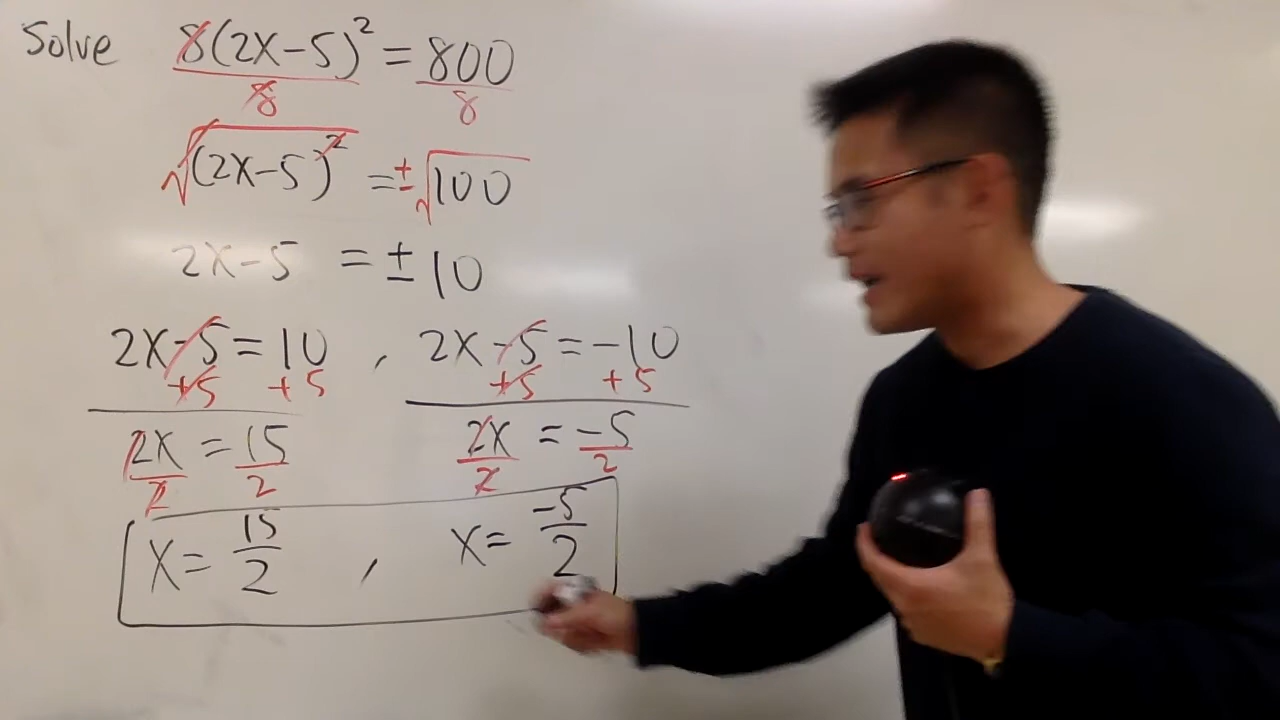 Solve 8(2x-5)² = 800
8 8
√(2x-5)² = ±√100
2x-5 = ±10
2x-5=10 , 2x-5=-10
+5 +5 +5 +5
2x = 15 2x = -5
2 2 2 2
x = 15/2 , x = -5/2